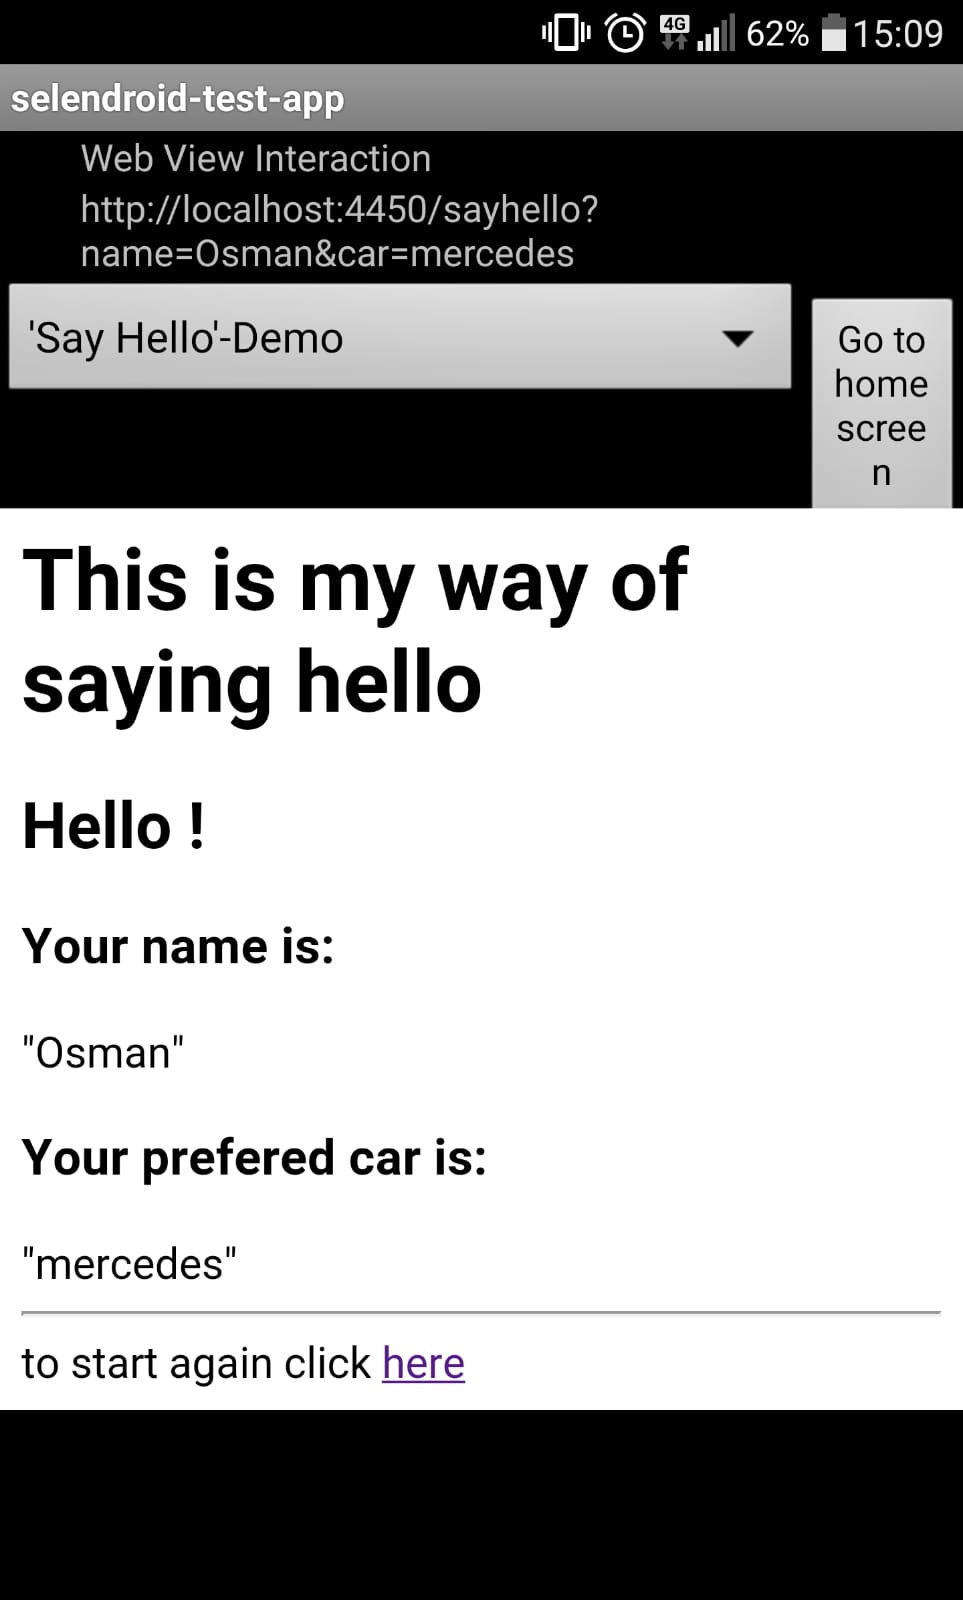 4G 62% 15:09
selendroid-test-app
Web View Interaction
http://localhost:4450/sayhello?
name=Osman&car=mercedes
'Say Hello'-Demo
Go to
home
scree
n
This is my way of
saying hello
Hello !
Your name is:
"Osman"
Your prefered car is:
"mercedes"
to start again click here